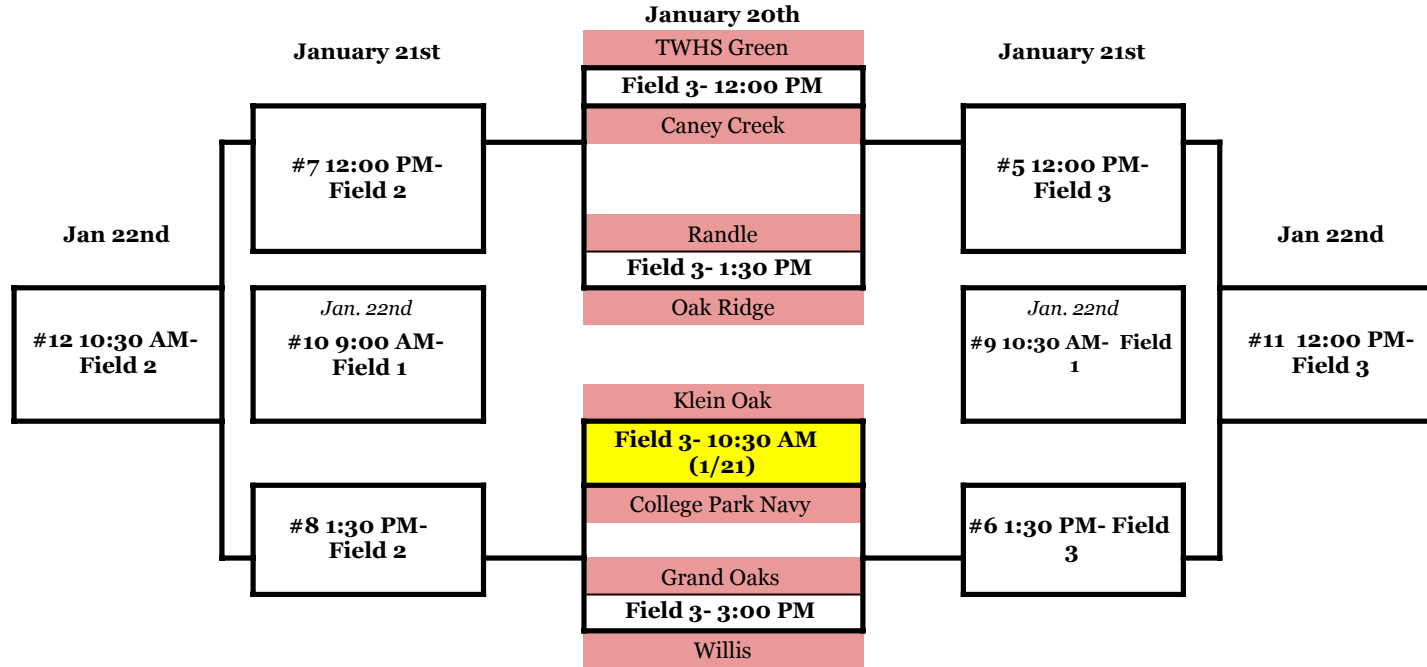 January 20th
January 21st
January 21st
TWHS Green
Field 3- 12:00 PM
Caney Creek
#7 12:00 PM-
Field 2
#5 12:00 PM-
Field 3
Jan 22nd
Randle
Jan 22nd
Field 3- 1:30 PM
Oak Ridge
#12 10:30 AM-
Field 2
Jan. 22nd
#10 9:00 AM-
Field 1
Jan. 22nd
#9 10:30 AM- Field
1
#11 12:00 PM-
Field 3
Klein Oak
Field 3- 10:30 AM
(1/21)
College Park Navy
#8 1:30 PM-
Field 2
#6 1:30 PM- Field
3
Grand Oaks
Field 3- 3:00 PM
Willis